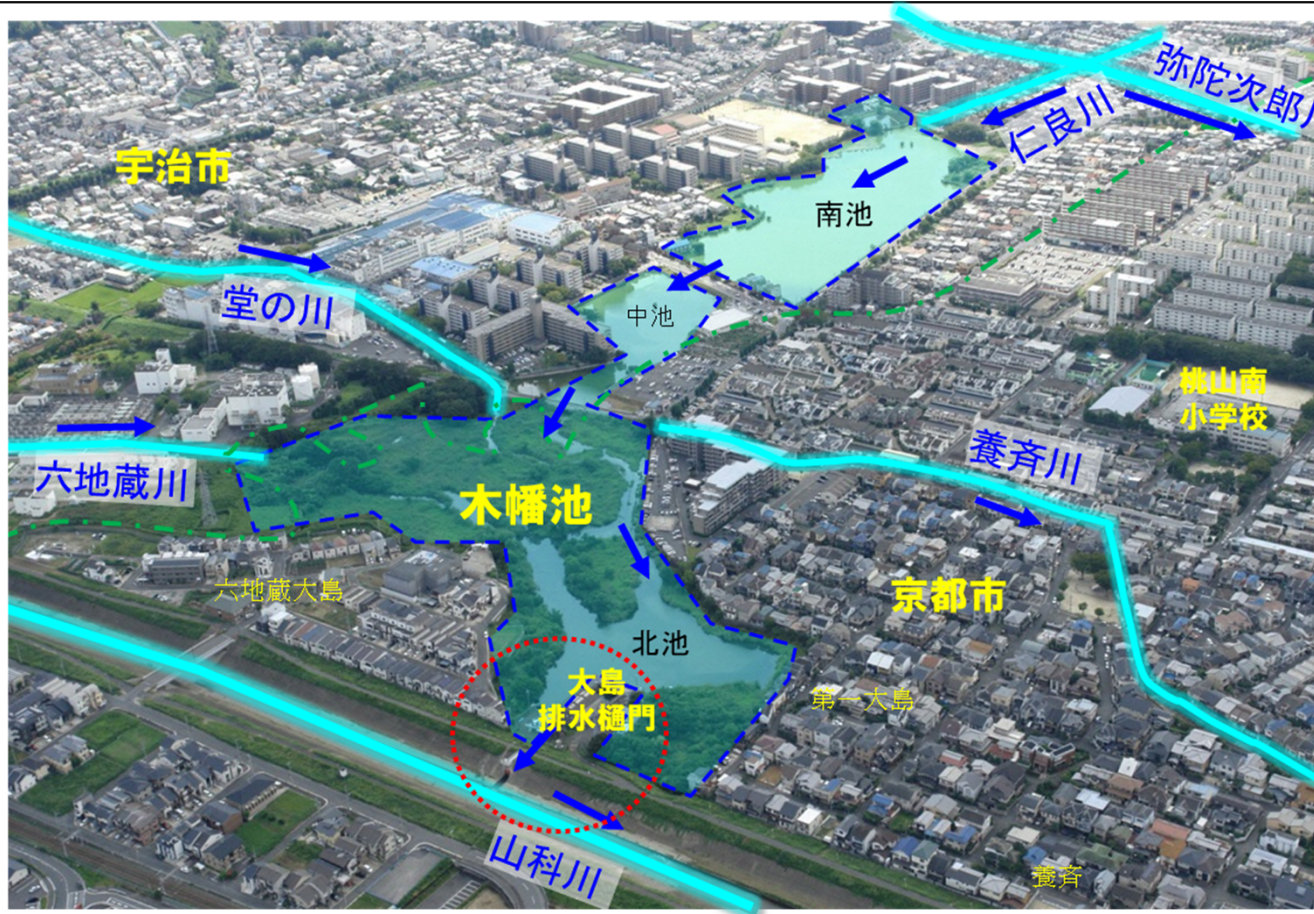 弥陀次郎川
仁良川
宇治市
南池
堂の川
中池
桃山南
小学校
養斉川
六地蔵川
木幡池
六地蔵大島
京都市
北池
大島
排水樋門
第一大島
山科川
養斉